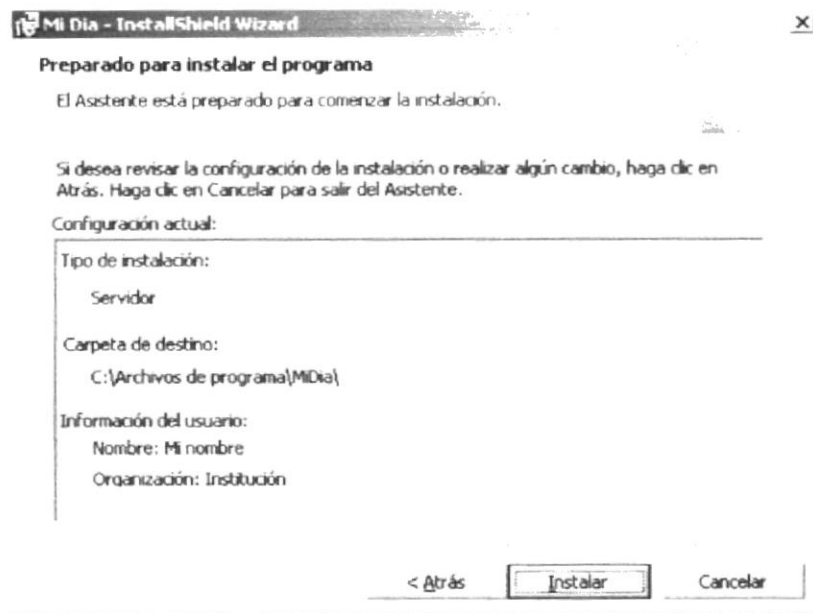 Mi Dia - InstallShield Wizard
Preparado para instalar el programa
El Asistente está preparado para comenzar la instalación.
Si desea revisar la configuración de la instalación o realizar algún cambio, haga clic en
Atrás. Haga clic en Cancelar para salir del Asistente.
Configuración actual:
Tipo de instalación:
Servidor
Carpeta de destino:
C:\Archivos de programa\MiDia\
Información del usuario:
Nombre: Mi nombre
Organización: Institución
< Atrás Instalar Cancelar